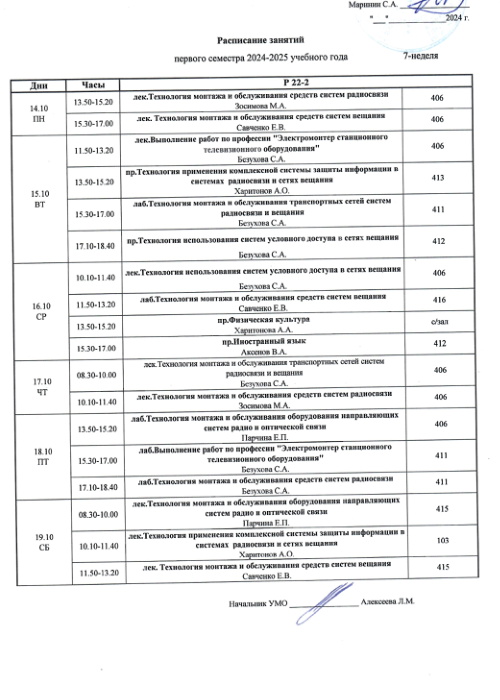 Маринин С.А.
"__"______________2024 г.
Расписание занятий
первого семестра 2024-2025 учебного года 7-неделя
Дни Часы Р 22-2
14.10 ПН
13.50-15.20 лек.Технология монтажа и обслуживания средств систем радиосвязи 406
Зосимова М.А.
15.30-17.00 лек. Технология монтажа и обслуживания средств систем вещания 406
Савченко Е.В.
15.10 ВТ
11.50-13.20 лек.Выполнение работ по профессии "Электромонтер станционного 406
телевизионного оборудования"
Безухова С.А.
13.50-15.20 пр.Технология применения комплексной системы защиты информации в 413
системах радиосвязи и сетях вещания
Харитонов А.О.
15.30-17.00 лаб.Технология монтажа и обслуживания транспортных сетей систем 411
радиосвязи и вещания
Безухова С.А.
17.10-18.40 пр.Технология использования систем условного доступа в сетях вещания 412
Безухова С.А.
16.10 СР
10.10-11.40 лек.Технология использования систем условного доступа в сетях вещания 406
Безухова С.А.
11.50-13.20 лаб.Технология монтажа и обслуживания средств систем вещания 416
Савченко Е.В.
13.50-15.20 пр.Физическая культура с/зал
Харитонова А.А.
15.30-17.00 пр.Иностранный язык 412
Аксенов В.А.
17.10 ЧТ
08.30-10.00 лек.Технология монтажа и обслуживания транспортных сетей систем 406
радиосвязи и вещания
Безухова С.А.
10.10-11.40 лек.Технология монтажа и обслуживания средств систем радиосвязи 406
Зосимова М.А.
18.10 ПТ
13.50-15.20 лаб.Технология монтажа и обслуживания оборудования направляющих 406
систем радио и оптической связи
Парчина Е.П.
15.30-17.00 лаб.Выполнение работ по профессии "Электромонтер станционного 411
телевизионного оборудования"
Безухова С.А.
17.10-18.40 лаб.Технология монтажа и обслуживания средств систем радиосвязи 411
Безухова С.А.
19.10 СБ
08.30-10.00 лек.Технология монтажа и обслуживания оборудования направляющих 415
систем радио и оптической связи
Парчина Е.П.
10.10-11.40 лек.Технология применения комплексной системы защиты информации в 103
системах радиосвязи и сетях вещания
Харитонов А.О.
11.50-13.20 лек. Технология монтажа и обслуживания средств систем вещания 415
Савченко Е.В.
Начальник УМО ________________ Алексеева Л.М.